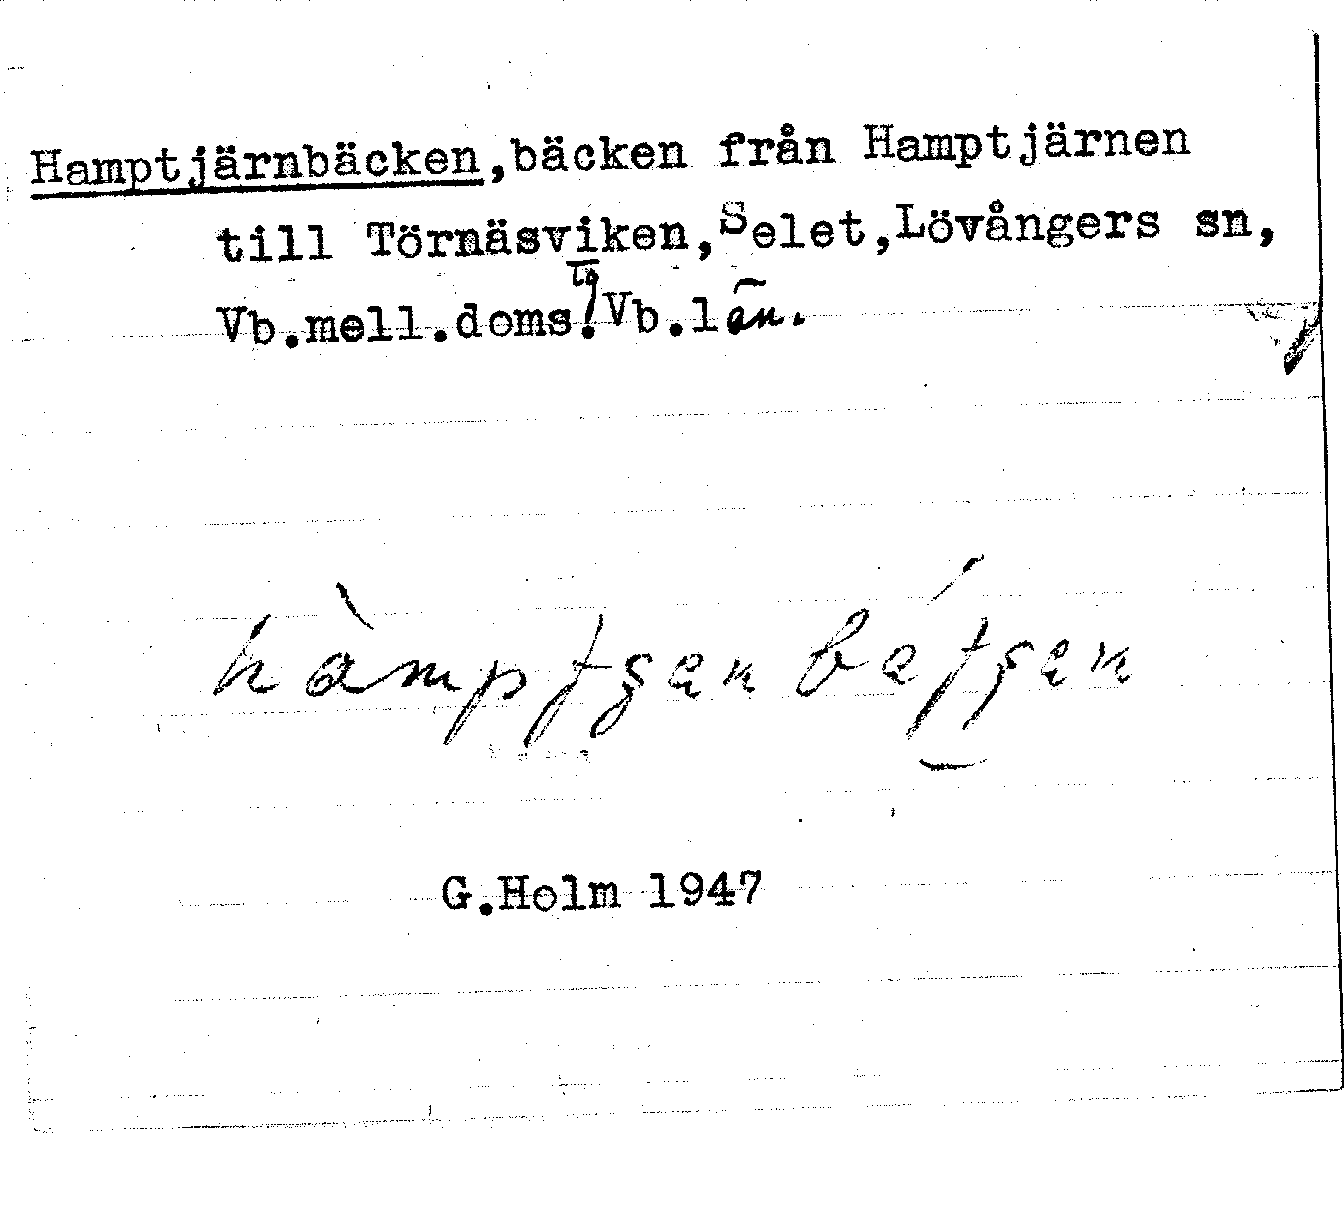 Hamptjärnbäcken,bäcken från Hamptjärnen
till Törnäsviken,Selet,Lövångers sn,
Vb.mell.doms.Vb.län.
G.Holm 1947